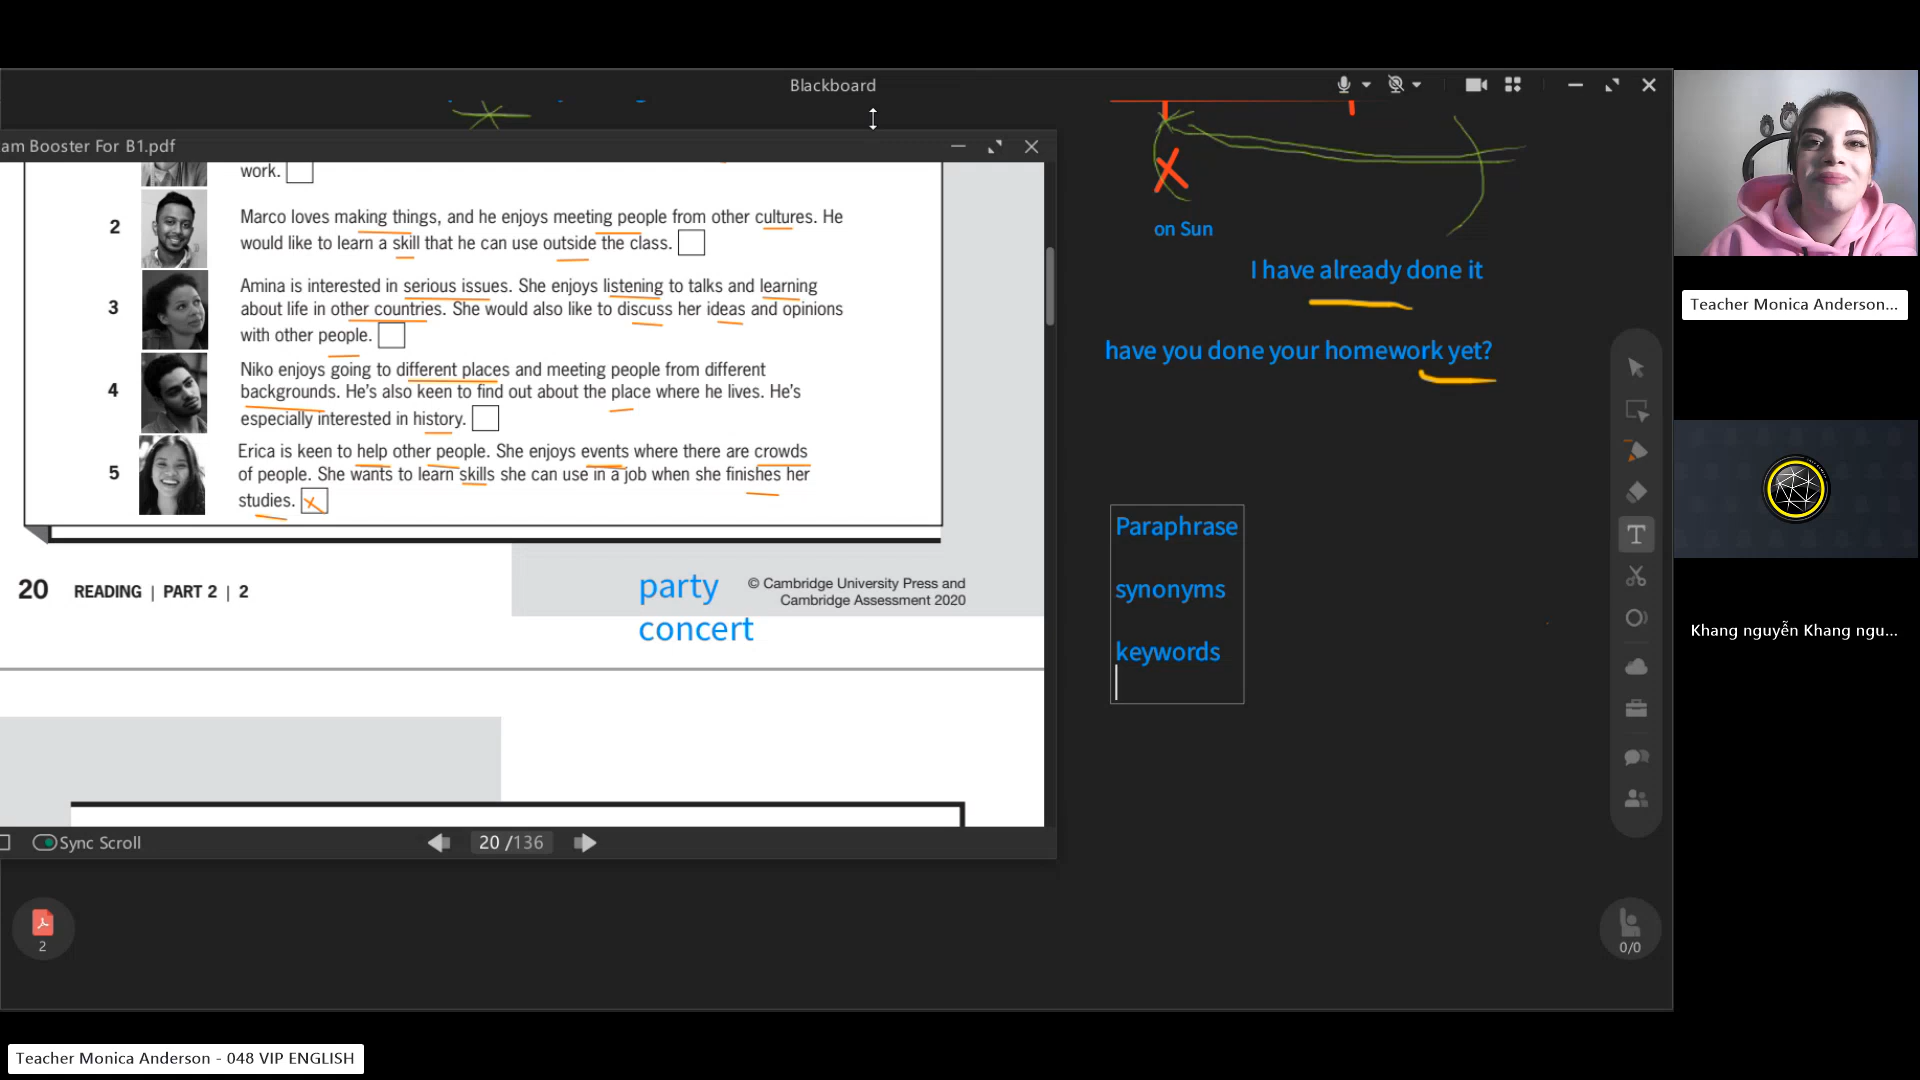 Blackboard
am Booster For B1.pdf
work.
2
Marco loves making things, and he enjoys meeting people from other cultures. He
would like to learn a skill that he can use outside the class.
3
Amina is interested in serious issues. She enjoys listening to talks and learning
about life in other countries. She would also like to discuss her ideas and opinions
with other people.
4
Niko enjoys going to different places and meeting people from different
backgrounds. He's also keen to find out about the place where he lives. He's
especially interested in history.
5
Erica is keen to help other people. She enjoys events where there are crowds
of people. She wants to learn skills she can use in a job when she finishes her
studies.
20 READING | PART 2 | 2
© Cambridge University Press and
Cambridge Assessment 2020
party
concert
Sync Scroll
20 /136
2
on Sun
I have already done it
have you done your homework yet?
Paraphrase
synonyms
keywords
T
0/0
Teacher Monica Anderson...
Khang nguyễn Khang ngu...
Teacher Monica Anderson - 048 VIP ENGLISH